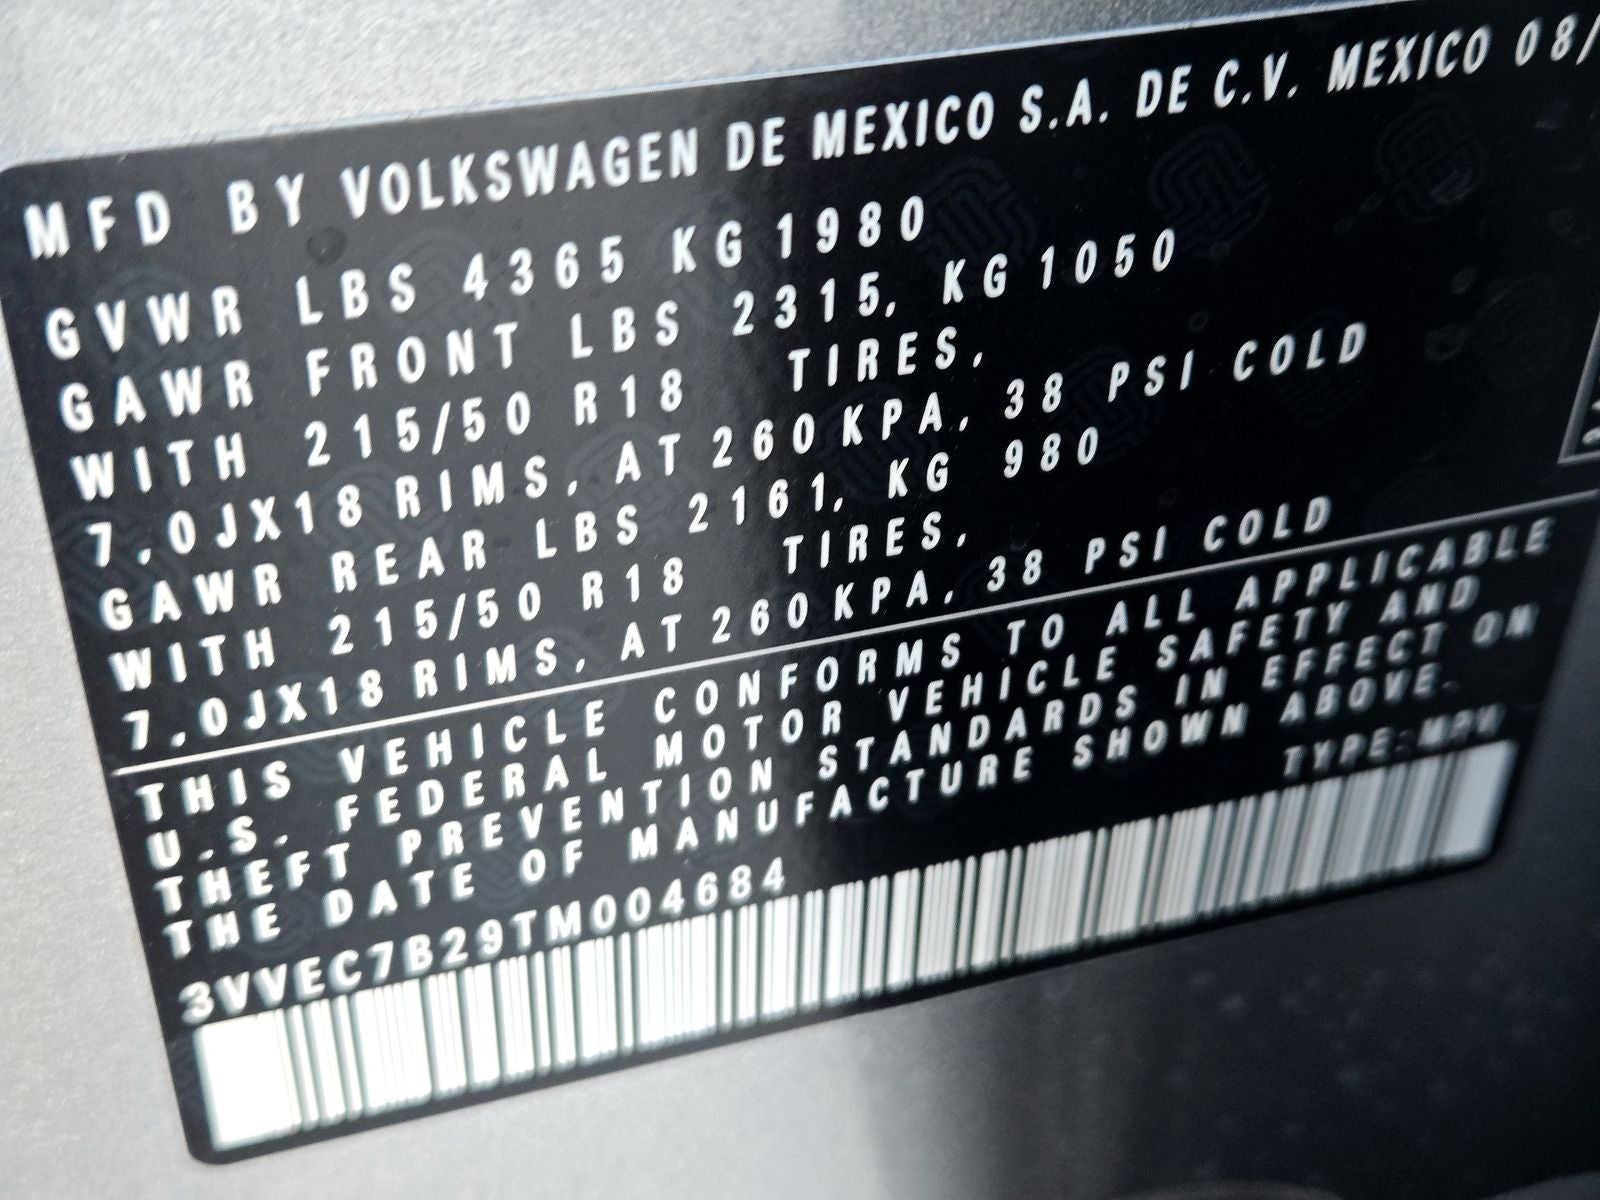 MFD BY VOLKSWAGEN DE MEXICO S.A. DE C.V. MEXICO 08/
GVWR LBS 4365 KG 1980
GAWR FRONT LBS 2315, KG 1050
WITH 215/50 R18 TIRES,
7.0JX18 RIMS, AT 260 KPA, 38 PSI COLD
GAWR REAR LBS 2161, KG 980
WITH 215/50 R18 TIRES,
7.0JX18 RIMS, AT 260 KPA, 38 PSI COLD
THIS VEHICLE CONFORMS TO ALL APPLICABLE
U.S. FEDERAL MOTOR VEHICLE SAFETY AND
THEFT PREVENTION STANDARDS IN EFFECT ON
THE DATE OF MANUFACTURE SHOWN ABOVE.
3VVEC7B29TM004684 TYPE:MPV